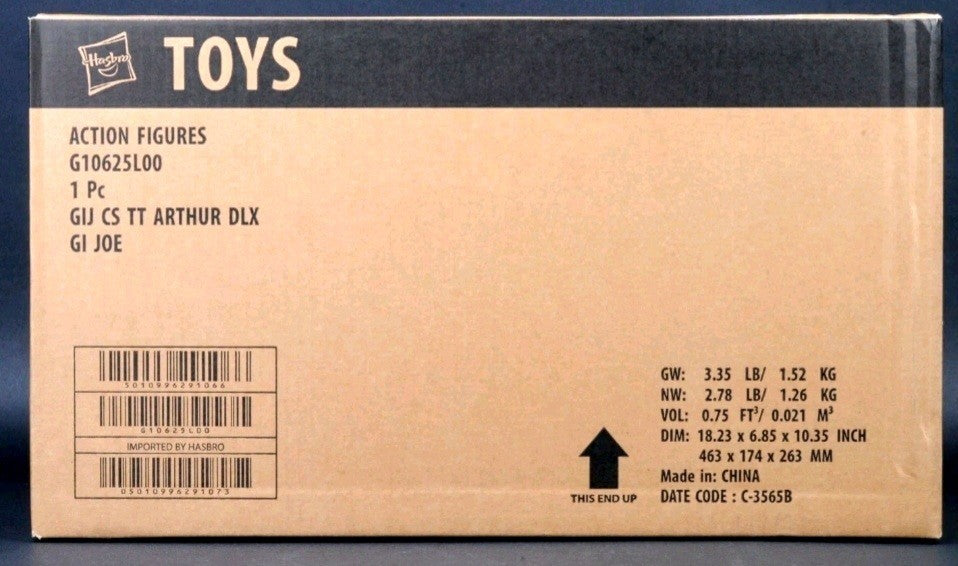 Hasbro
TOYS
ACTION FIGURES
G10625L00
1 Pc
GIJ CS TT ARTHUR DLX
GI JOE
5010996291066
G10625L00
IMPORTED BY HASBRO
05010996291073
THIS END UP
GW: 3.35 LB/ 1.52 KG
NW: 2.78 LB/ 1.26 KG
VOL: 0.75 FT³/ 0.021 M³
DIM: 18.23 x 6.85 x 10.35 INCH
463 x 174 x 263 MM
Made in: CHINA
DATE CODE : C-3565B